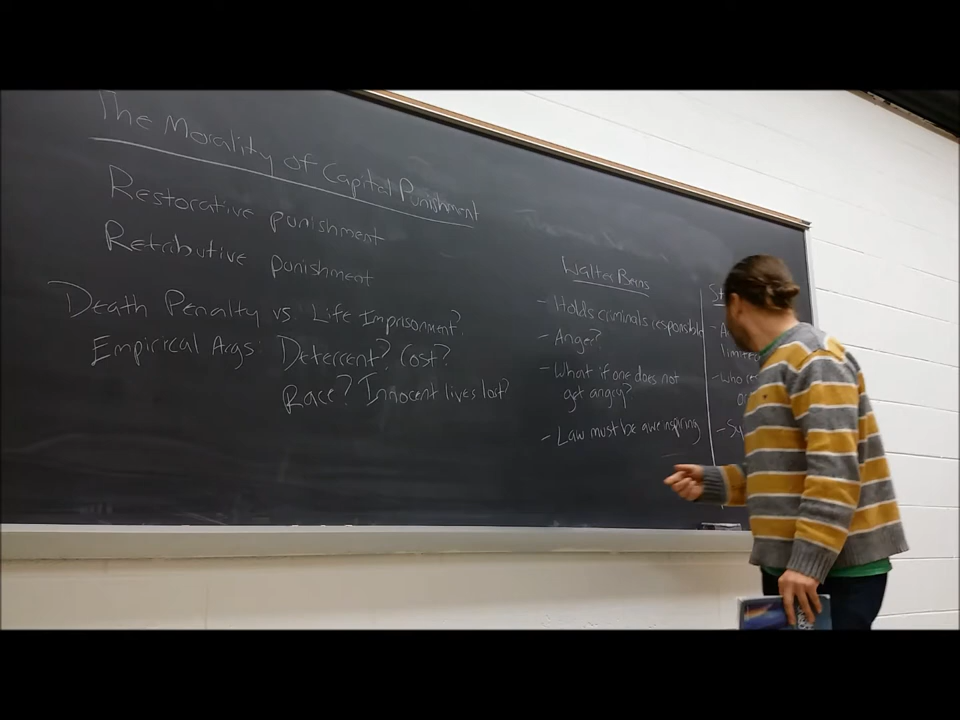 The Morality of Capital Punishment
Restorative punishment
Retributive punishment
Death Penalty vs. Life Imprisonment?
Empirical Args: Deterrent? Cost?
Race? Innocent lives lost?
Walter Berns
- Holds criminals responsible
- Anger?
- What if one does not
get angry?
- Law must be awe inspiring